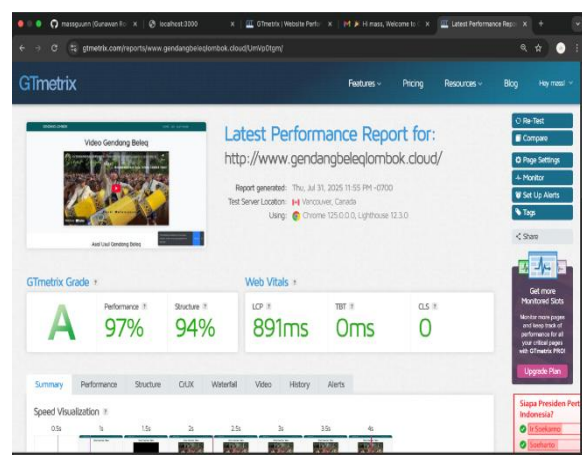 massguunn (Gunawan Ro
localhost:3000
GTmetrix | Website Perfo
Hi mass, Welcome to
Latest Performance Repo
gtmetrix.com/reports/www.gendangbeleqlombok.cloud/UmVp0tgm/
GTmetrix
Features
Pricing
Resources
Blog
Hey mass!
Video Gendang Beleq
Asal Usul Gendang Beleq
Latest Performance Report for:
http://www.gendangbeleqlombok.cloud/
Report generated: Thu, Jul 31, 2025 11:55 PM -0700
Test Server Location: Vancouver, Canada
Using: Chrome 125.0.0.0, Lighthouse 12.3.0
Re-Test
Compare
Page Settings
Monitor
Set Up Alerts
Tags
Share
Get more
Monitored Slots
Monitor more pages
and keep track of
performance for all
your critical pages
with GTmetrix PRO!
Upgrade Plan
GTmetrix Grade ?
A
Performance ?
97%
Structure ?
94%
Web Vitals ?
LCP ?
891ms
TBT ?
0ms
CLS ?
0
Summary Performance Structure CrUX Waterfall Video History Alerts
Speed Visualization ?
0.5s 1s 1.5s 2s 2.5s 3s 3.5s 4s
Siapa Presiden Pert
Indonesia?
Ir Soekarno
Soeharto